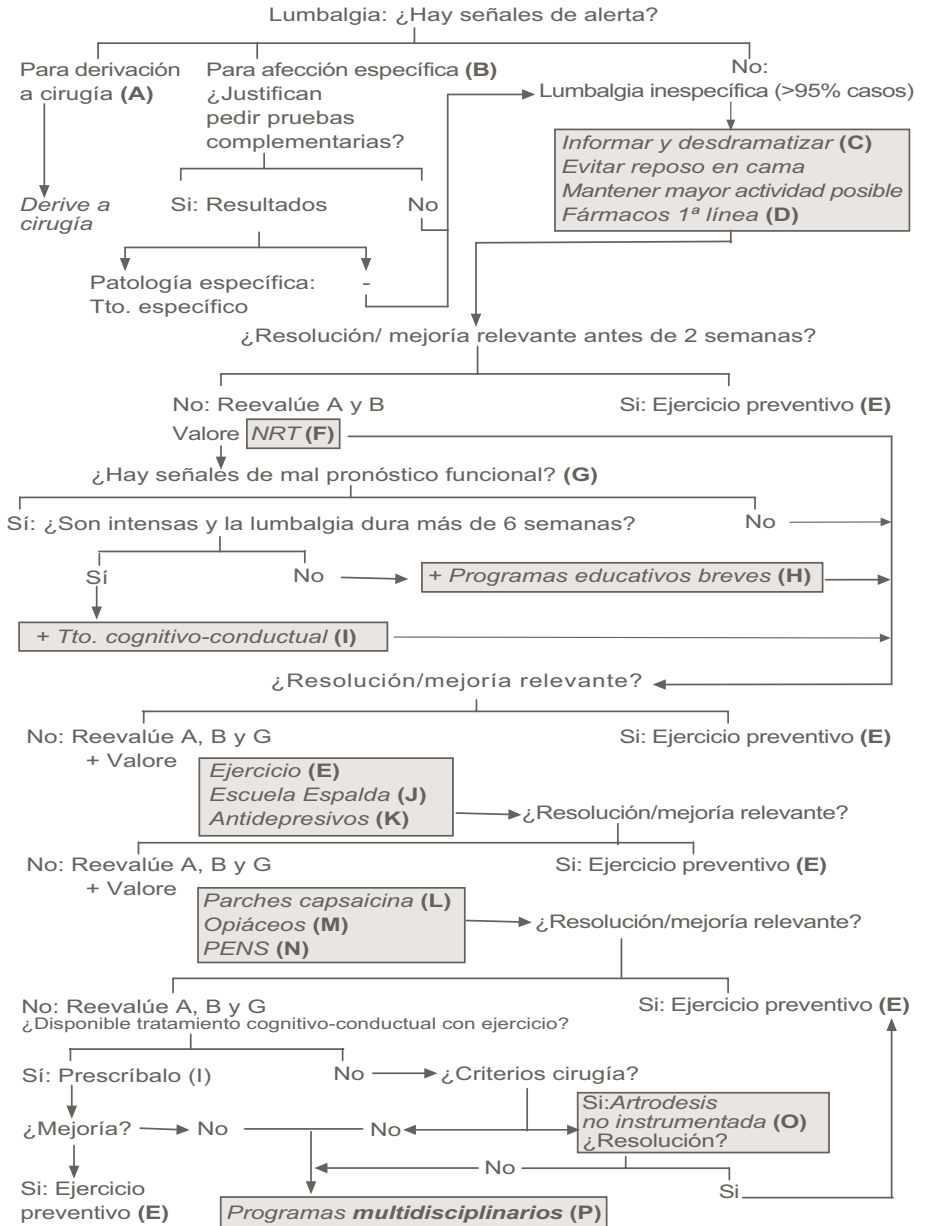 Lumbalgia: ¿Hay señales de alerta?
Para derivación
a cirugía (A)
Para afección específica (B)
¿Justifican
pedir pruebas
complementarias?
No:
Lumbalgia inespecífica (>95% casos)
Informar y desdramatizar (C)
Evitar reposo en cama
Mantener mayor actividad posible
Fármacos 1ª línea (D)
Derive a
cirugía
Si: Resultados
No
Patología específica:
Tto. específico
-
¿Resolución/ mejoría relevante antes de 2 semanas?
No: Reevalúe A y B
Valore NRT (F)
Si: Ejercicio preventivo (E)
¿Hay señales de mal pronóstico funcional? (G)
Sí: ¿Son intensas y la lumbalgia dura más de 6 semanas?
No
Sí
No
+ Programas educativos breves (H)
+ Tto. cognitivo-conductual (I)
¿Resolución/mejoría relevante?
No: Reevalúe A, B y G
+ Valore
Si: Ejercicio preventivo (E)
Ejercicio (E)
Escuela Espalda (J)
Antidepresivos (K)
¿Resolución/mejoría relevante?
No: Reevalúe A, B y G
+ Valore
Si: Ejercicio preventivo (E)
Parches capsaicina (L)
Opiáceos (M)
PENS (N)
¿Resolución/mejoría relevante?
No: Reevalúe A, B y G
¿Disponible tratamiento cognitivo-conductual con ejercicio?
Si: Ejercicio preventivo (E)
Sí: Prescríbalo (I)
No
¿Criterios cirugía?
¿Mejoría?
No
No
Si:Artrodesis
no instrumentada (O)
¿Resolución?
No
Si
Si: Ejercicio
preventivo (E)
Programas multidisciplinarios (P)